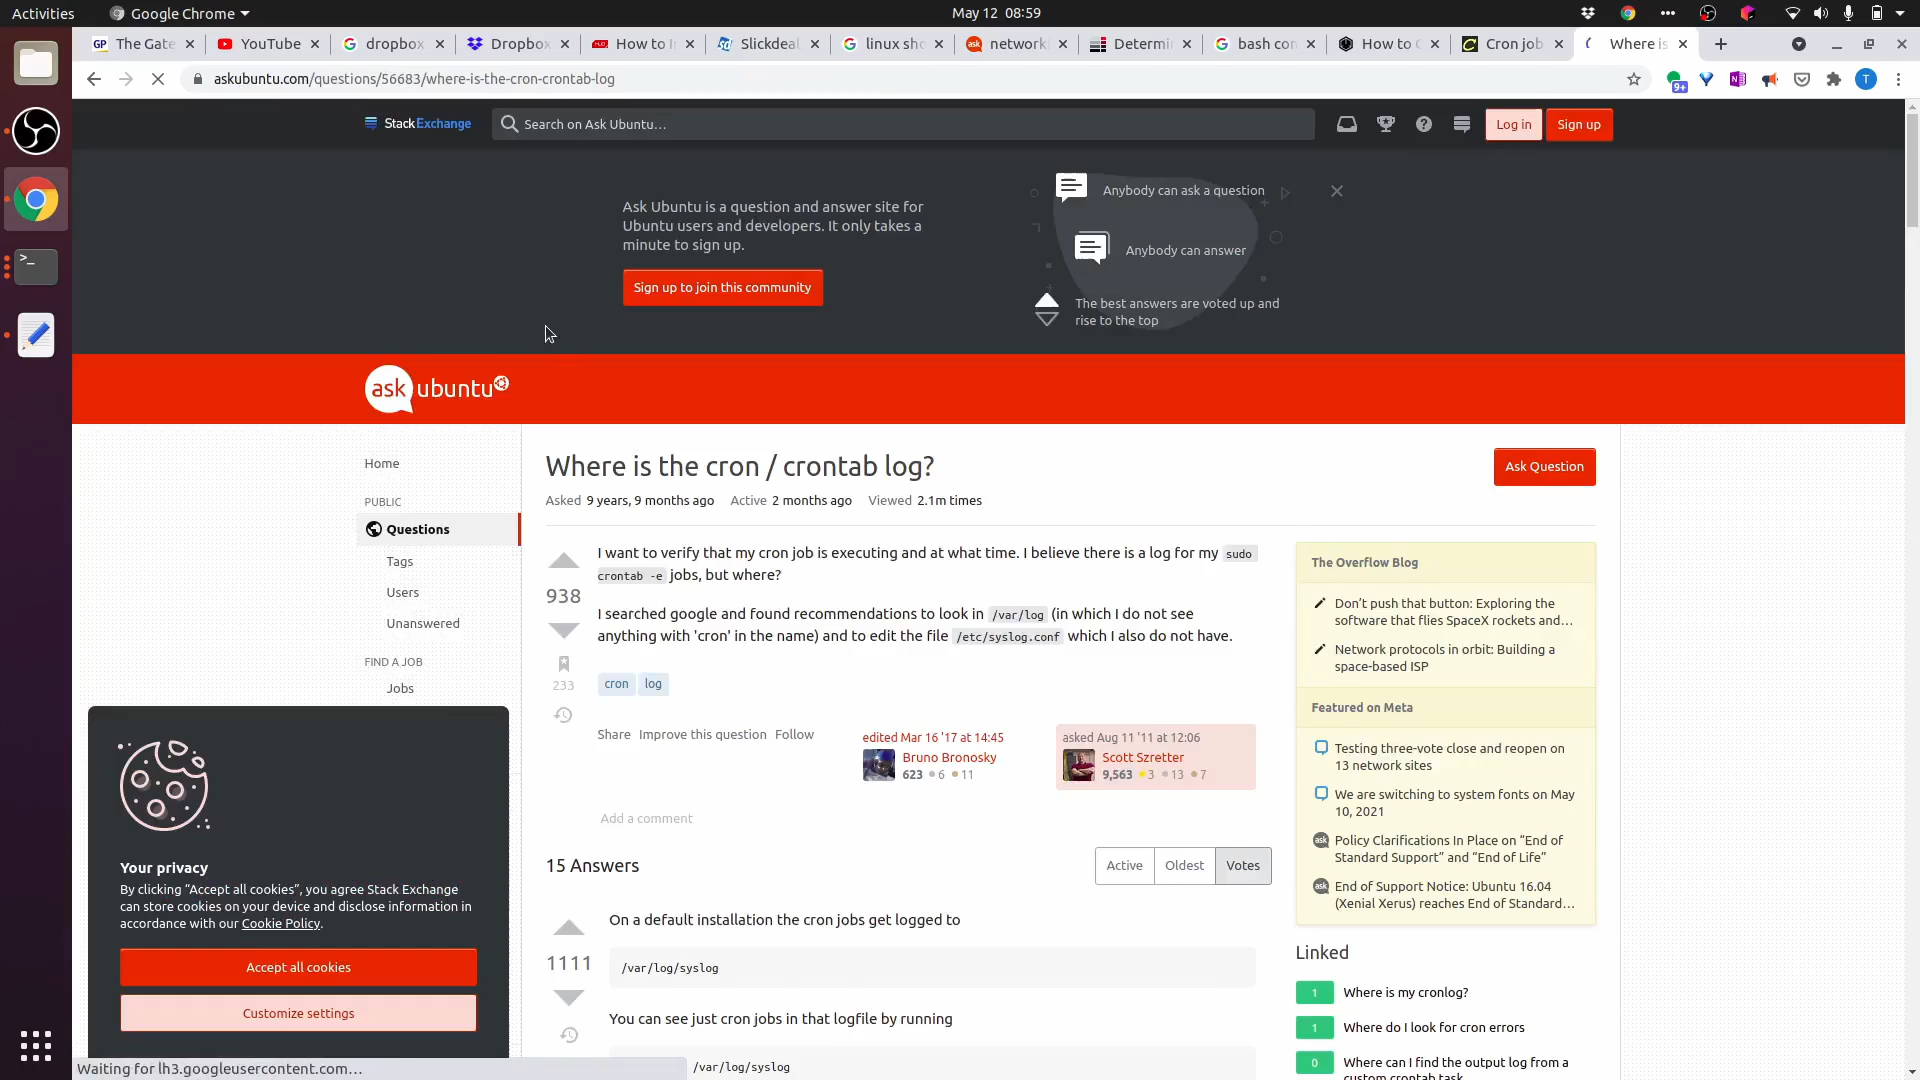 Activities
Google Chrome
May 12 08:59
The Gate
YouTube
dropbox
Dropbox
How to I
Slickdeal
linux sho
network
Determi
bash con
How to C
Cron job
Where is
askubuntu.com/questions/56683/where-is-the-cron-crontab-log
9+
T
StackExchange
Search on Ask Ubuntu…
Log in
Sign up
Ask Ubuntu is a question and answer site for
Ubuntu users and developers. It only takes a
minute to sign up.
Sign up to join this community
Anybody can ask a question
Anybody can answer
The best answers are voted up and
rise to the top
ask ubuntu
Home
PUBLIC
Questions
Tags
Users
Unanswered
FIND A JOB
Jobs
Where is the cron / crontab log?
Ask Question
Asked 9 years, 9 months ago Active 2 months ago Viewed 2.1m times
938
233
I want to verify that my cron job is executing and at what time. I believe there is a log for my sudo
crontab -e jobs, but where?
I searched google and found recommendations to look in /var/log (in which I do not see
anything with 'cron' in the name) and to edit the file /etc/syslog.conf which I also do not have.
cron log
Share Improve this question Follow
edited Mar 16 '17 at 14:45
Bruno Bronosky
623 6 11
asked Aug 11 '11 at 12:06
Scott Szretter
9,563 3 13 7
Add a comment
15 Answers
Active Oldest Votes
1111
On a default installation the cron jobs get logged to
/var/log/syslog
You can see just cron jobs in that logfile by running
/var/log/syslog
The Overflow Blog
Don't push that button: Exploring the
software that flies SpaceX rockets and…
Network protocols in orbit: Building a
space-based ISP
Featured on Meta
Testing three-vote close and reopen on
13 network sites
We are switching to system fonts on May
10, 2021
Policy Clarifications In Place on “End of
Standard Support” and “End of Life”
End of Support Notice: Ubuntu 16.04
(Xenial Xerus) reaches End of Standard…
Linked
1 Where is my cronlog?
1 Where do I look for cron errors
0 Where can I find the output log from a
custom crontab task
Your privacy
By clicking “Accept all cookies”, you agree Stack Exchange
can store cookies on your device and disclose information in
accordance with our Cookie Policy.
Accept all cookies
Customize settings
Waiting for lh3.googleusercontent.com…